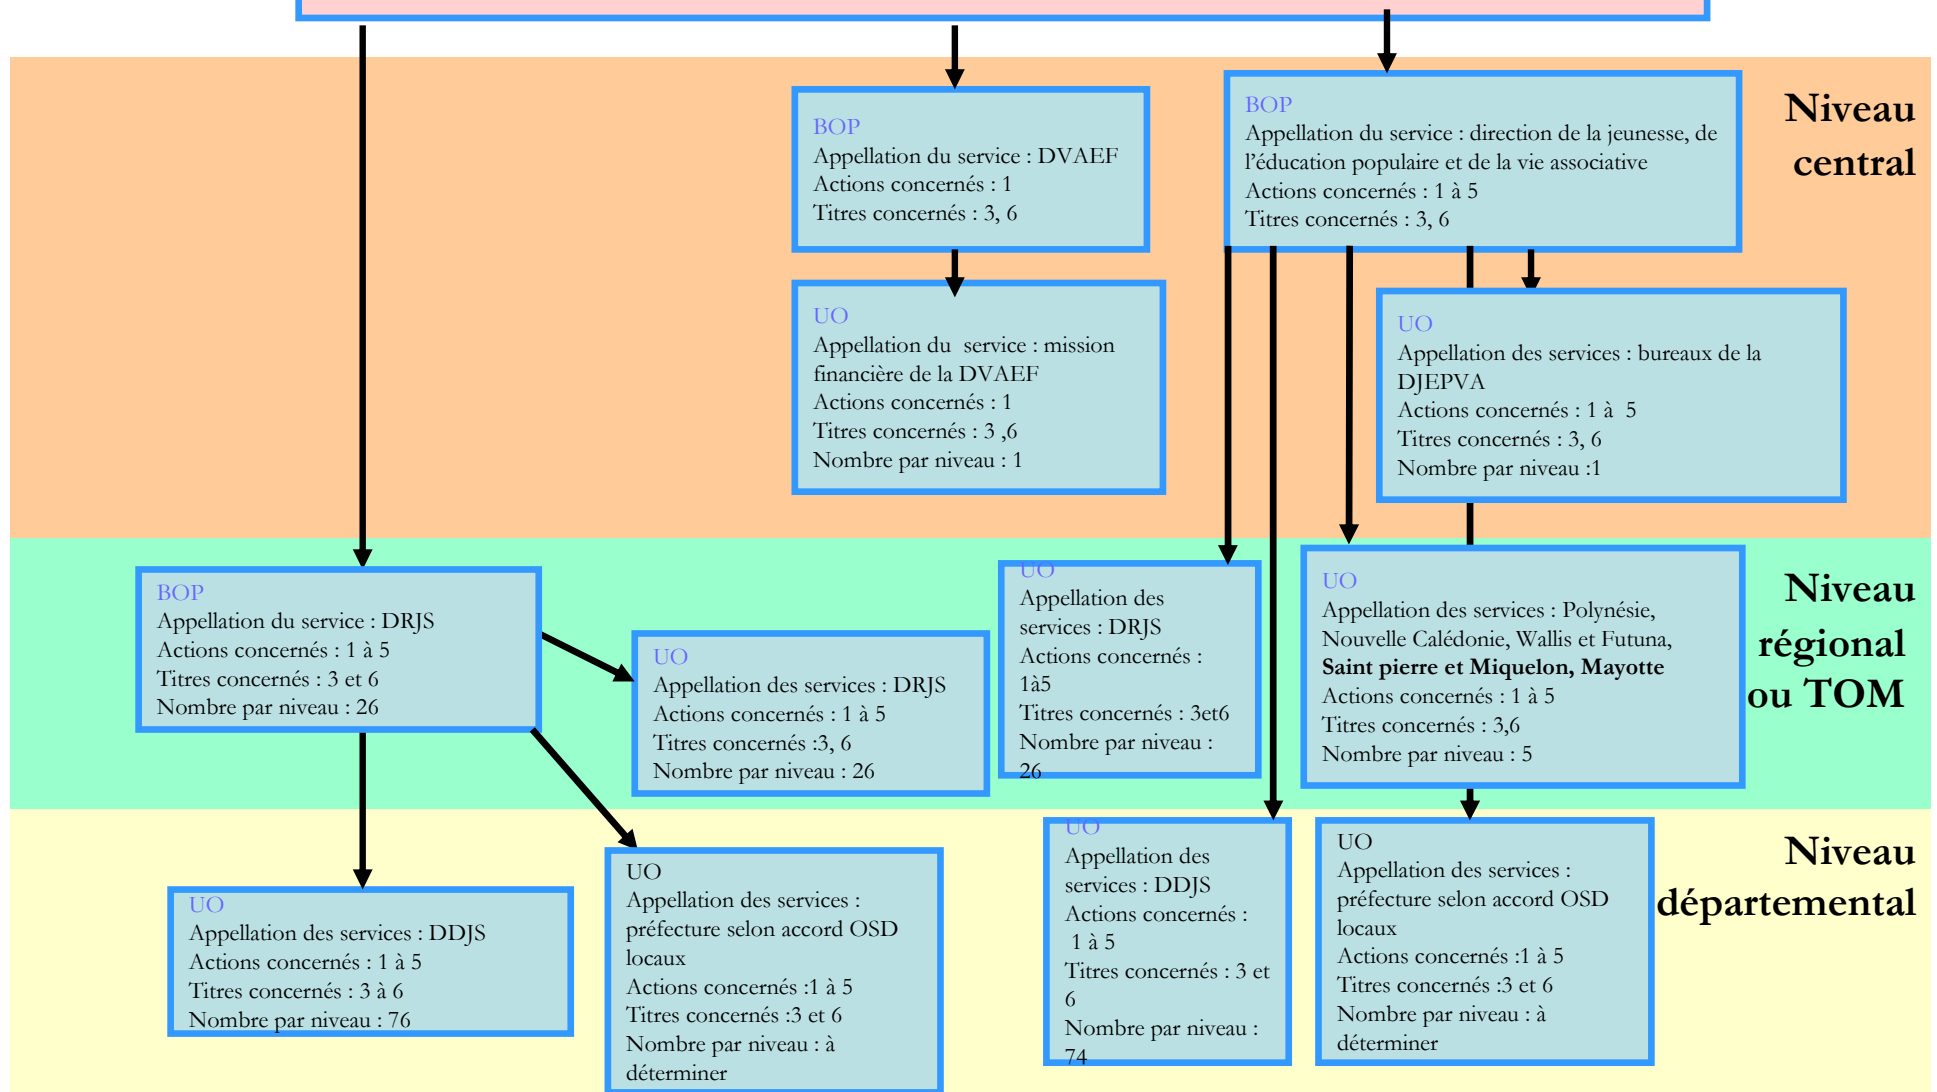 BOP
Appellation du service : DVAEF
Actions concernés : 1
Titres concernés : 3, 6
BOP
Appellation du service : direction de la jeunesse, de
l'éducation populaire et de la vie associative
Actions concernés : 1 à 5
Titres concernés : 3, 6
Niveau
central
UO
Appellation du  service : mission
financière de la DVAEF
Actions concernés : 1
Titres concernés : 3 ,6
Nombre par niveau : 1
UO
Appellation des services : bureaux de la
DJEPVA
Actions concernés : 1 à  5
Titres concernés : 3, 6
Nombre par niveau :1
BOP
Appellation du service : DRJS
Actions concernés : 1 à 5
Titres concernés : 3 et 6
Nombre par niveau : 26
UO
Appellation des services : DRJS
Actions concernés : 1 à 5
Titres concernés :3, 6
Nombre par niveau : 26
UO
Appellation des
services : DRJS
Actions concernés :
1à5
Titres concernés : 3et6
Nombre par niveau :
26
UO
Appellation des services : Polynésie,
Nouvelle Calédonie, Wallis et Futuna,
Saint pierre et Miquelon, Mayotte
Actions concernés : 1 à 5
Titres concernés : 3,6
Nombre par niveau : 5
Niveau
régional
ou TOM
UO
Appellation des services : DDJS
Actions concernés : 1 à 5
Titres concernés : 3 à 6
Nombre par niveau : 76
UO
Appellation des services :
préfecture selon accord OSD
locaux
Actions concernés :1 à 5
Titres concernés :3 et 6
Nombre par niveau : à
déterminer
UO
Appellation des
services : DDJS
Actions concernés :
1 à 5
Titres concernés : 3 et
6
Nombre par niveau :
74
UO
Appellation des services :
préfecture selon accord OSD
locaux
Actions concernés :1 à 5
Titres concernés :3 et 6
Nombre par niveau : à
déterminer
Niveau
départemental